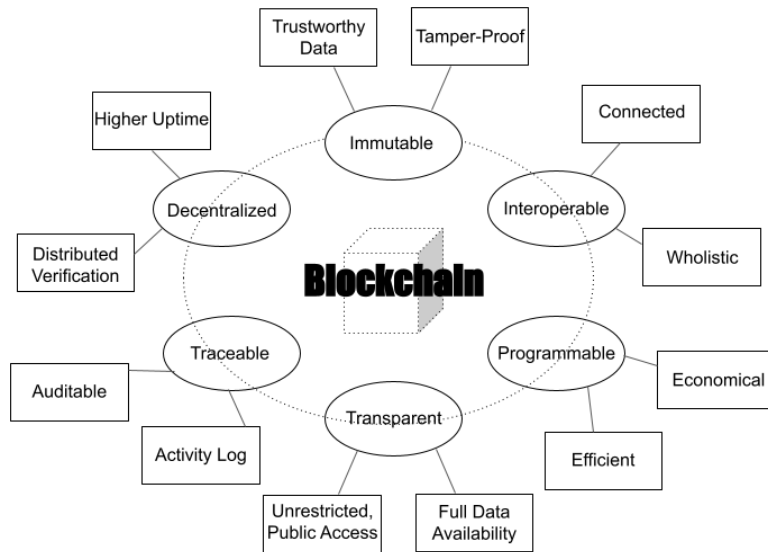 Trustworthy
Data
Tamper-Proof
Higher Uptime
Connected
Immutable
Decentralized
Interoperable
Distributed
Verification
Wholistic
Blockchain
Traceable
Programmable
Auditable
Economical
Transparent
Activity Log
Efficient
Unrestricted,
Public Access
Full Data
Availability